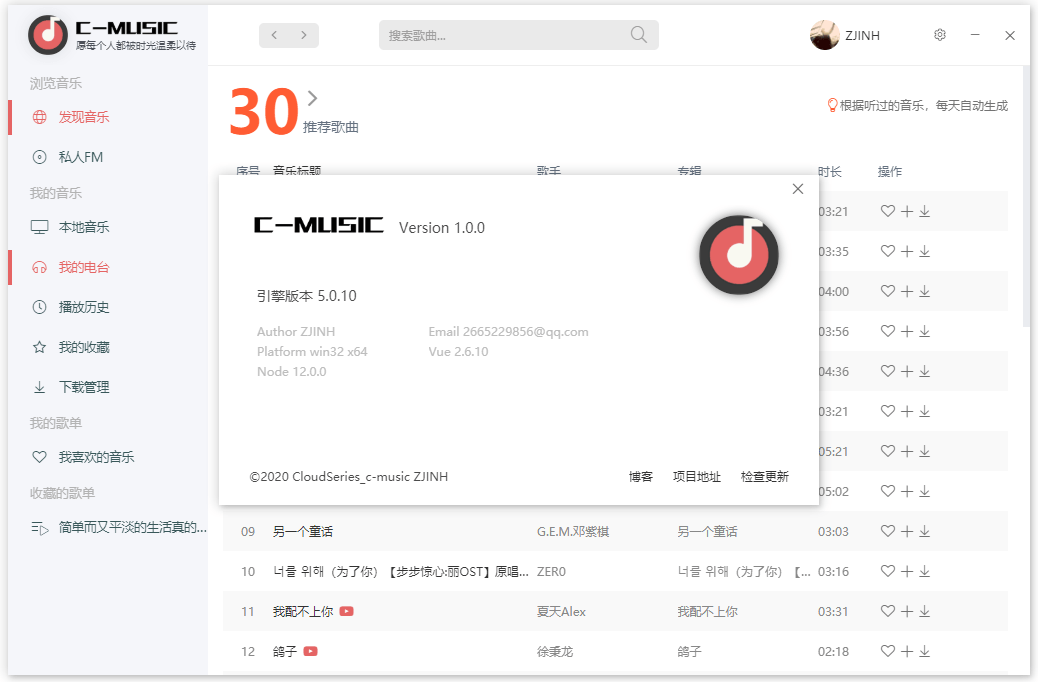 C-MUSIC
愿每个人都被时光温柔以待
搜索歌曲...
ZJINH
浏览音乐
发现音乐
私人FM
我的音乐
本地音乐
我的电台
播放历史
我的收藏
下载管理
我的歌单
我喜欢的音乐
收藏的歌单
简单而又平淡的生活真的...
30
推荐歌曲
根据听过的音乐，每天自动生成
序号 音乐标题 歌手 专辑 时长 操作
03:21
03:35
04:00
03:56
04:36
03:21
05:21
05:02
C-MUSIC Version 1.0.0
引擎版本 5.0.10
Author ZJINH Email 2665229856@qq.com
Platform win32 x64 Vue 2.6.10
Node 12.0.0
©2020 CloudSeries_c-music ZJINH 博客 项目地址 检查更新
09 另一个童话 G.E.M.邓紫棋 另一个童话 03:03
10 너를 위해（为了你）【步步惊心:丽OST】原唱... ZER0 너를 위해（为了你）【... 03:16
11 我配不上你 夏天Alex 我配不上你 03:31
12 鸽子 徐秉龙 鸽子 02:18